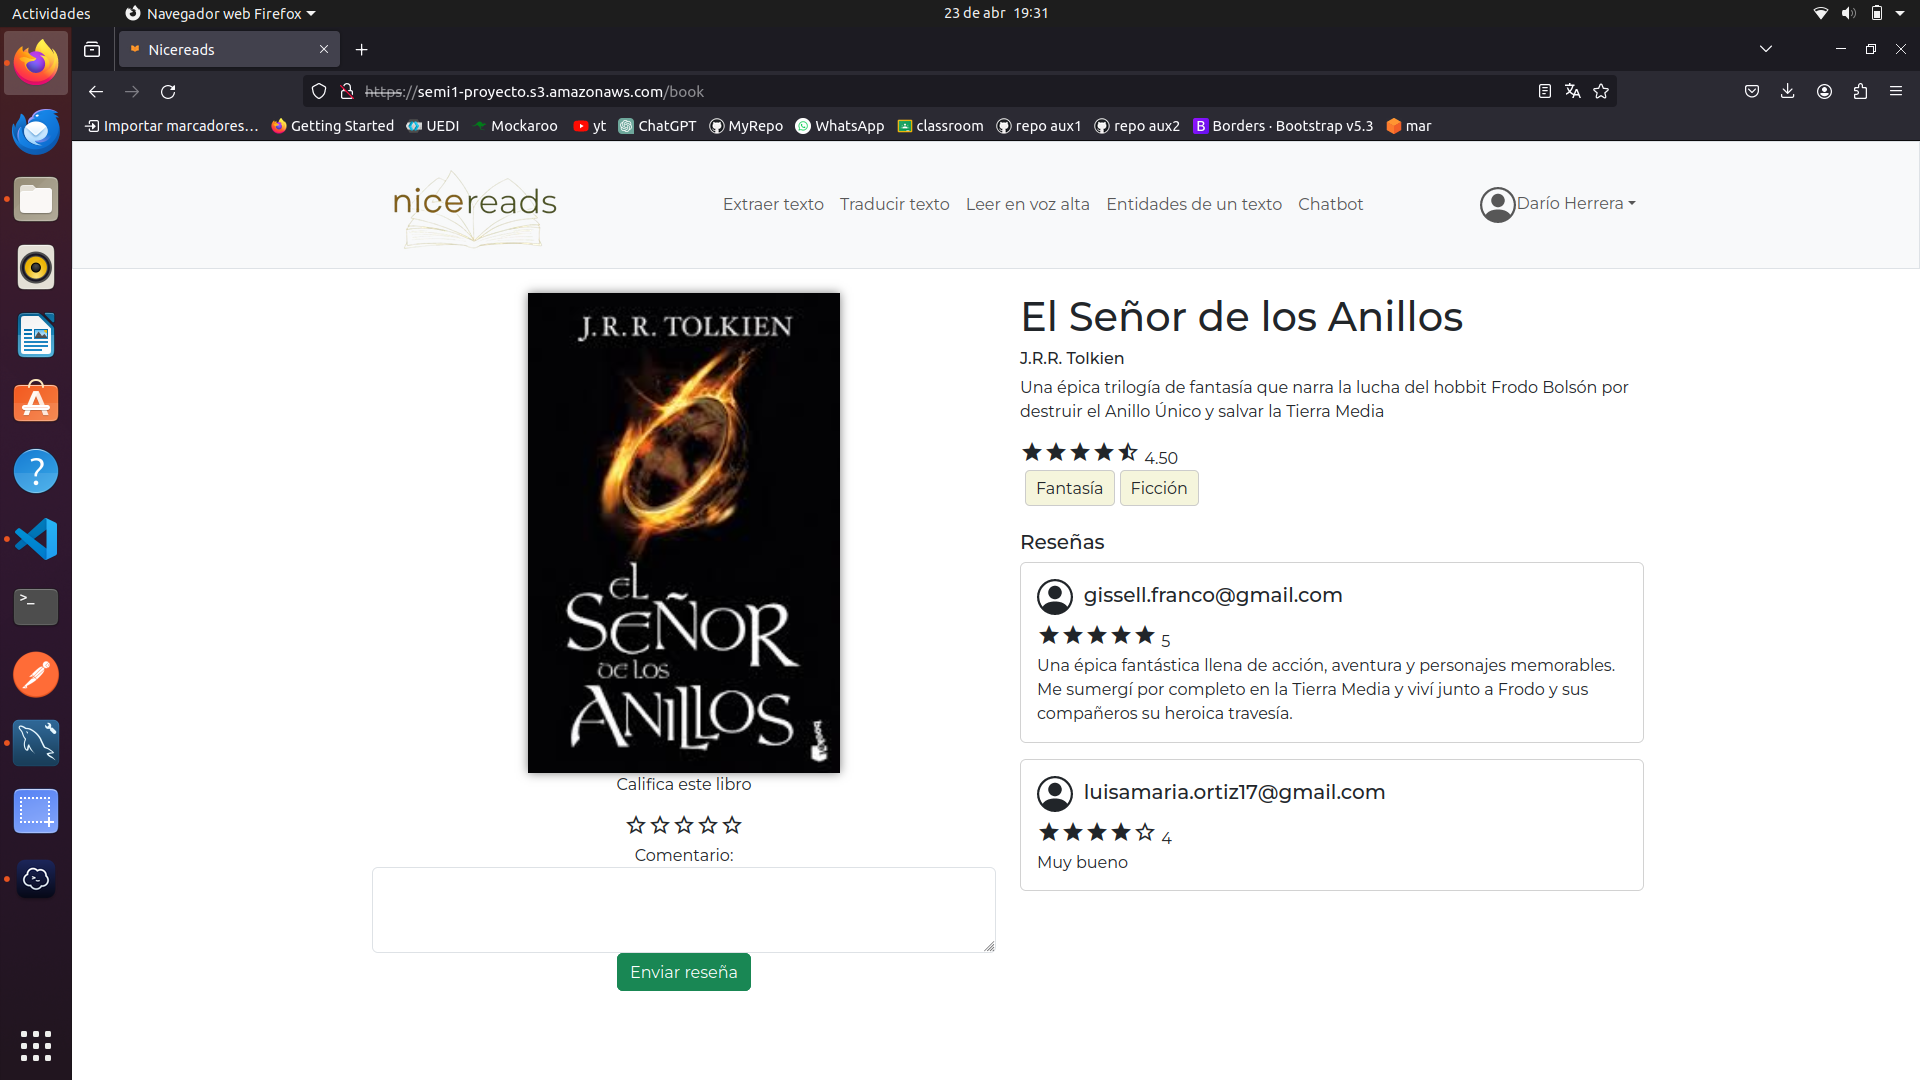 Actividades
Navegador web Firefox
23 de abr 19:31
Nicereads
https://semi1-proyecto.s3.amazonaws.com/book
Importar marcadores...
Getting Started
UEDI
Mockaroo
yt
ChatGPT
MyRepo
WhatsApp
classroom
repo aux1
repo aux2
B
Borders · Bootstrap v5.3
mar
nicereads
Extraer texto
Traducir texto
Leer en voz alta
Entidades de un texto
Chatbot
Darío Herrera
J.R.R. TOLKIEN
EL
SEÑOR
DE LOS
ANILLOS
Booket
Califica este libro
Comentario:
Enviar reseña
El Señor de los Anillos
J.R.R. Tolkien
Una épica trilogía de fantasía que narra la lucha del hobbit Frodo Bolsón por
destruir el Anillo Único y salvar la Tierra Media
4.50
Fantasía
Ficción
Reseñas
gissell.franco@gmail.com
5
Una épica fantástica llena de acción, aventura y personajes memorables.
Me sumergí por completo en la Tierra Media y viví junto a Frodo y sus
compañeros su heroica travesía.
luisamaria.ortiz17@gmail.com
4
Muy bueno